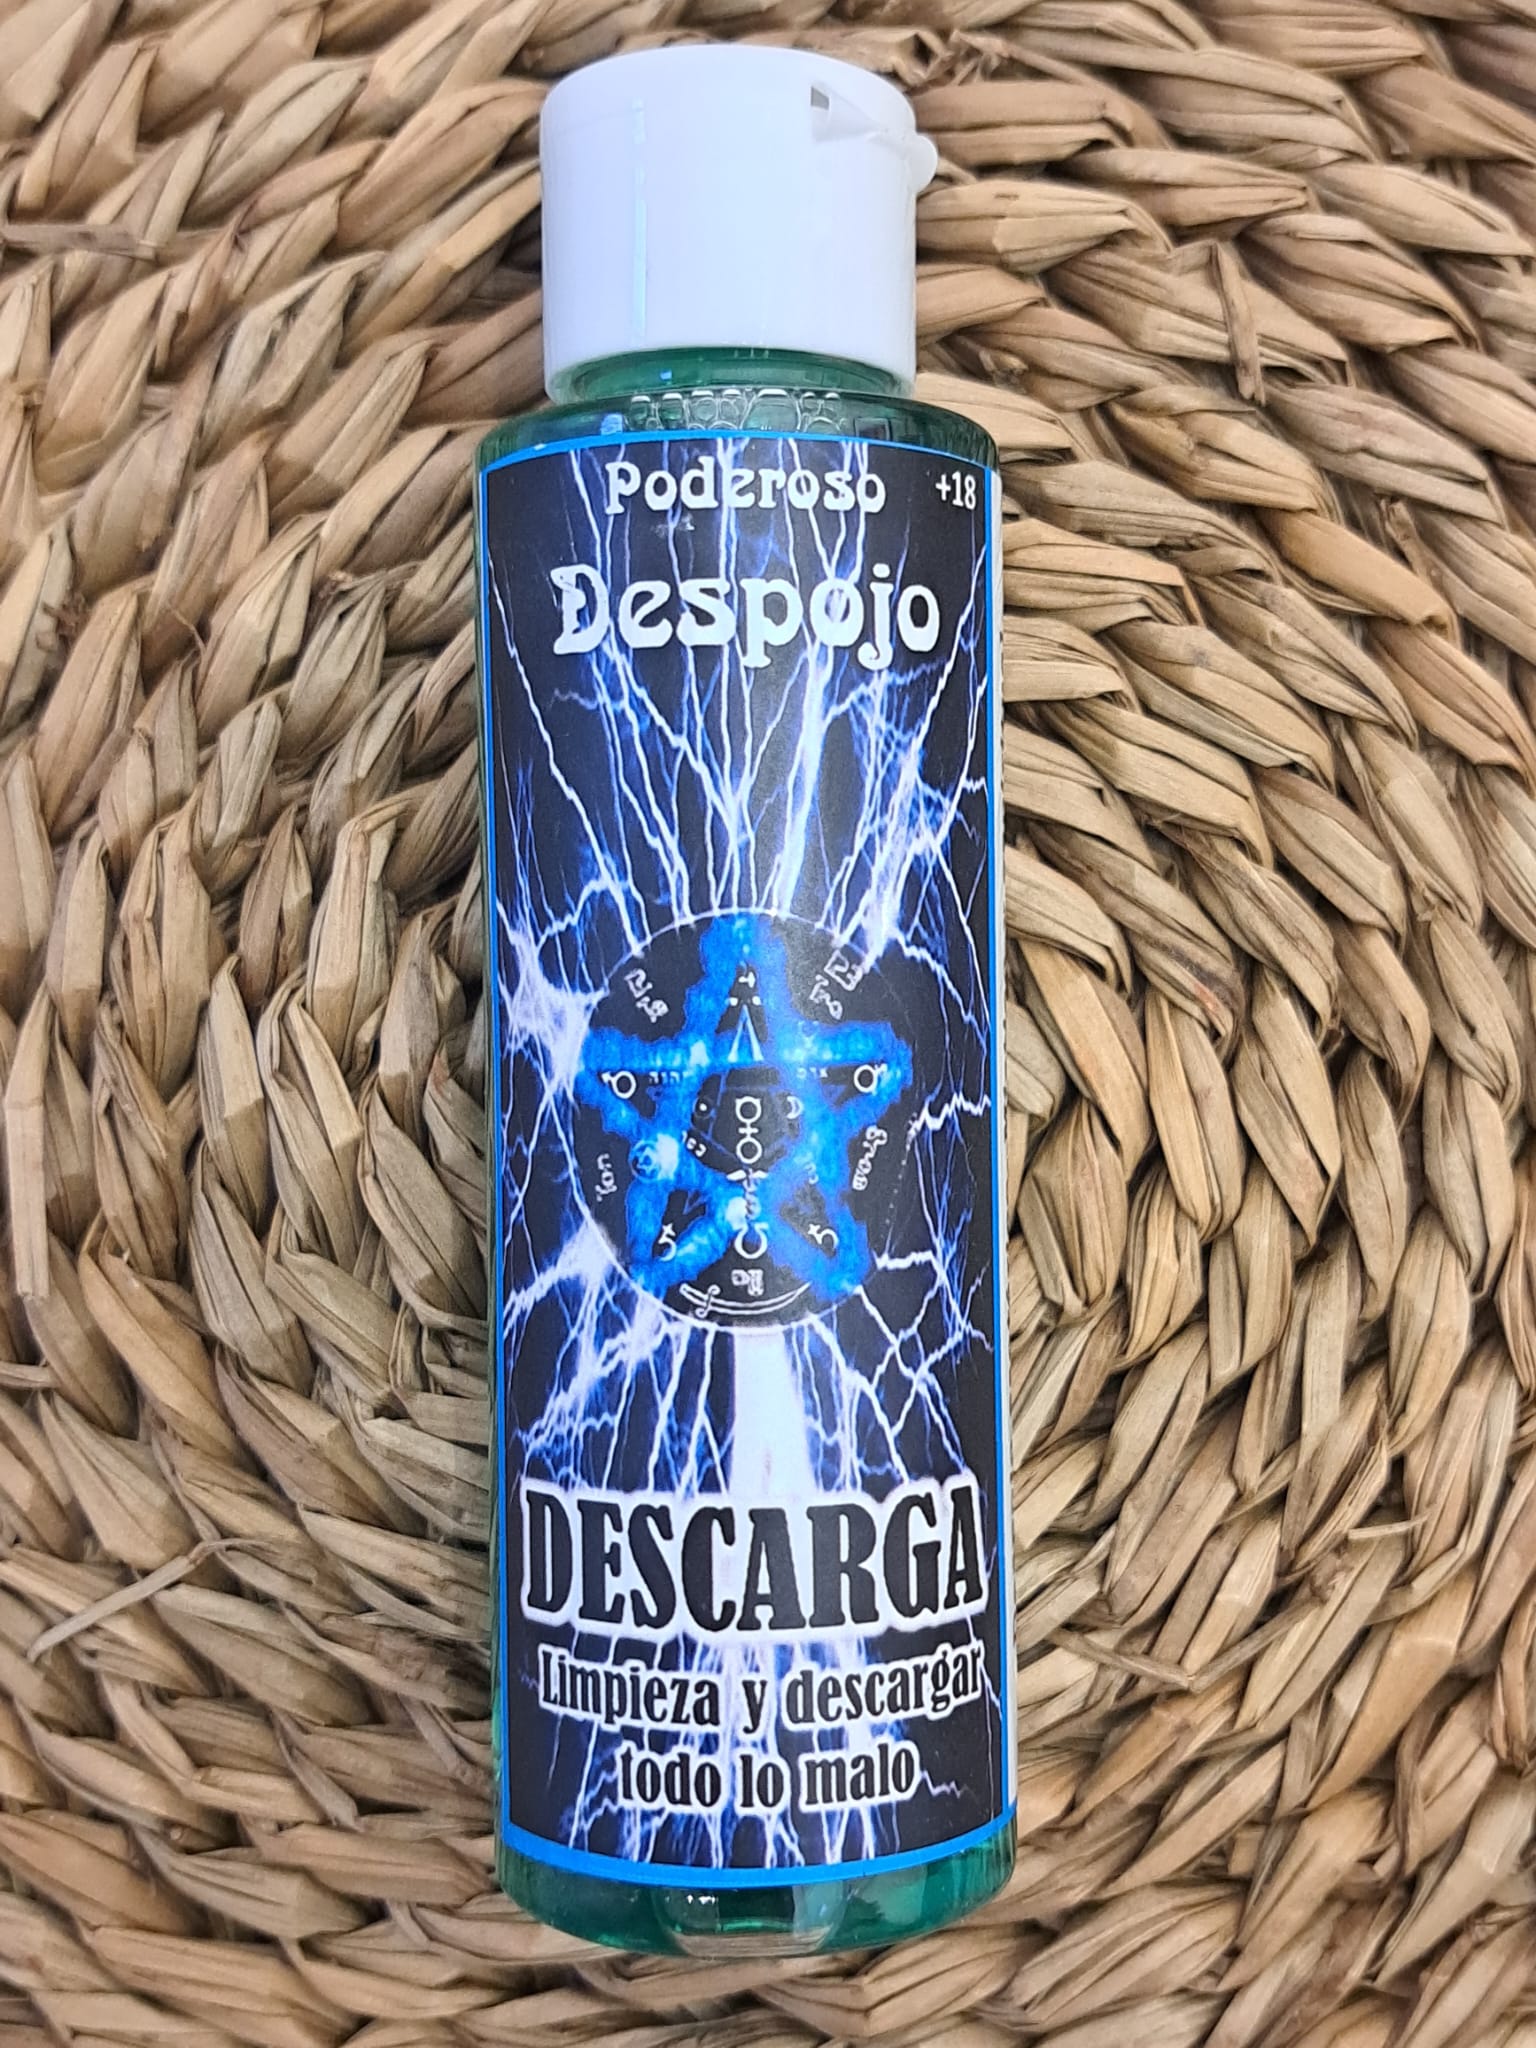 Poderoso
+18
Despojo
DESCARGA
Limpieza y descargar
todo lo malo